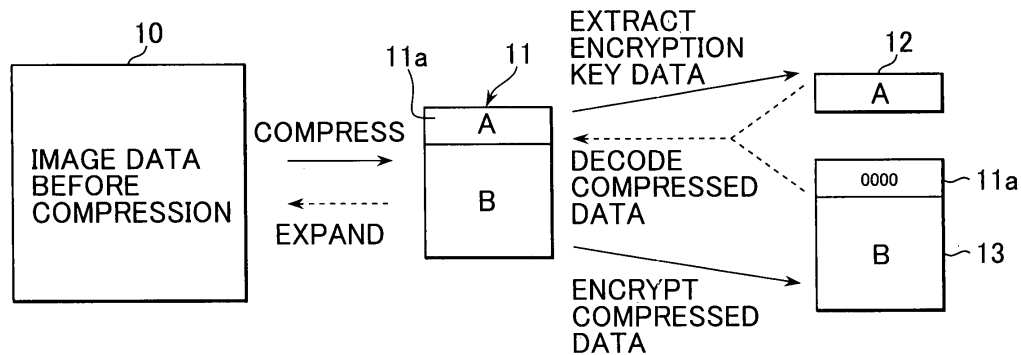 10
IMAGE DATA
BEFORE
COMPRESSION
COMPRESS
EXPAND
11a
11
A
B
EXTRACT
ENCRYPTION
KEY DATA
DECODE
COMPRESSED
DATA
ENCRYPT
COMPRESSED
DATA
12
A
0000
11a
B
13